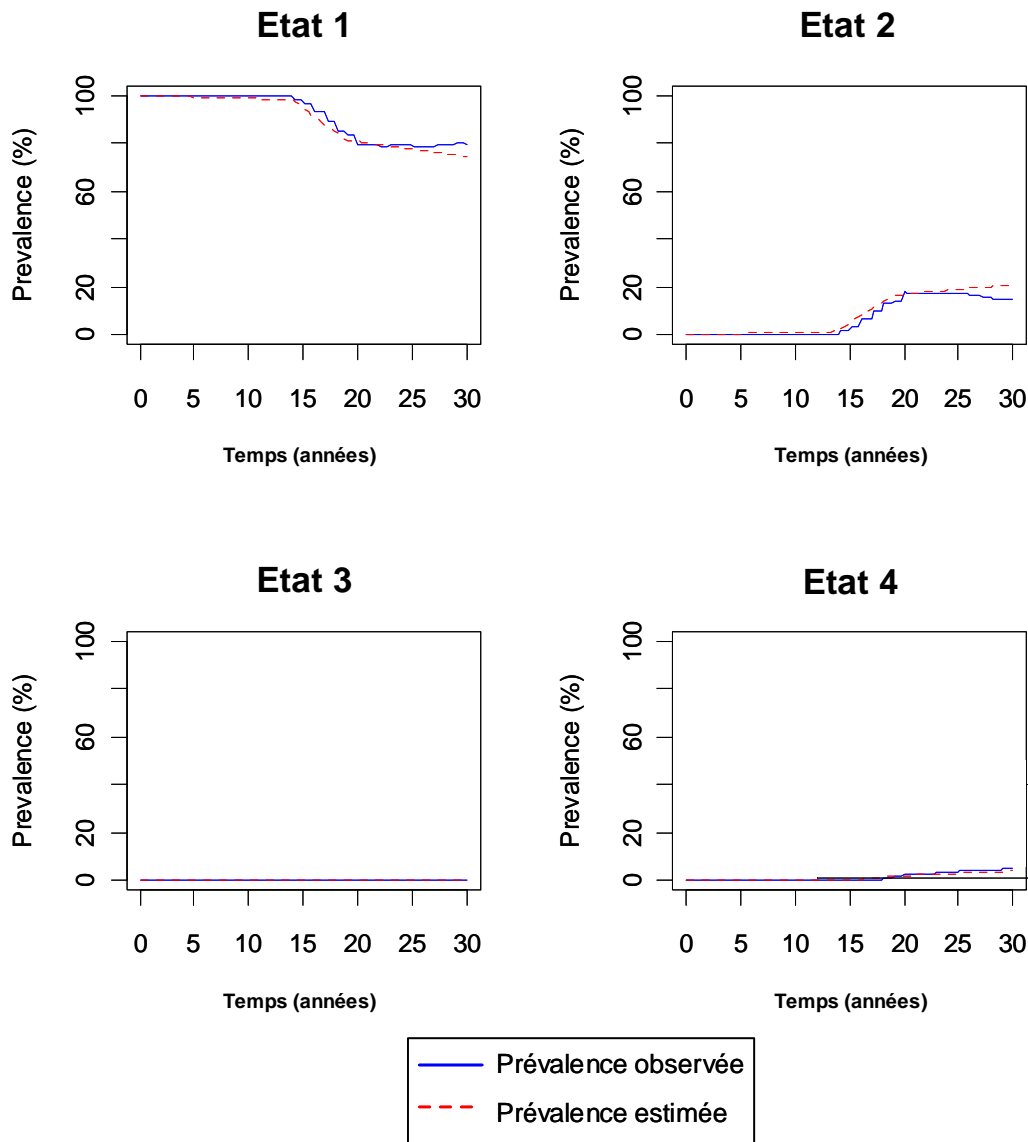 Etat 1
Prevalence (%)
100
60
20
0
0 5 10 15 20 25 30
Temps (années)
Etat 2
Prevalence (%)
100
60
20
0
0 5 10 15 20 25 30
Temps (années)
Etat 3
Prevalence (%)
100
60
20
0
0 5 10 15 20 25 30
Temps (années)
Etat 4
Prevalence (%)
100
60
20
0
0 5 10 15 20 25 30
Temps (années)
Prévalence observée
Prévalence estimée